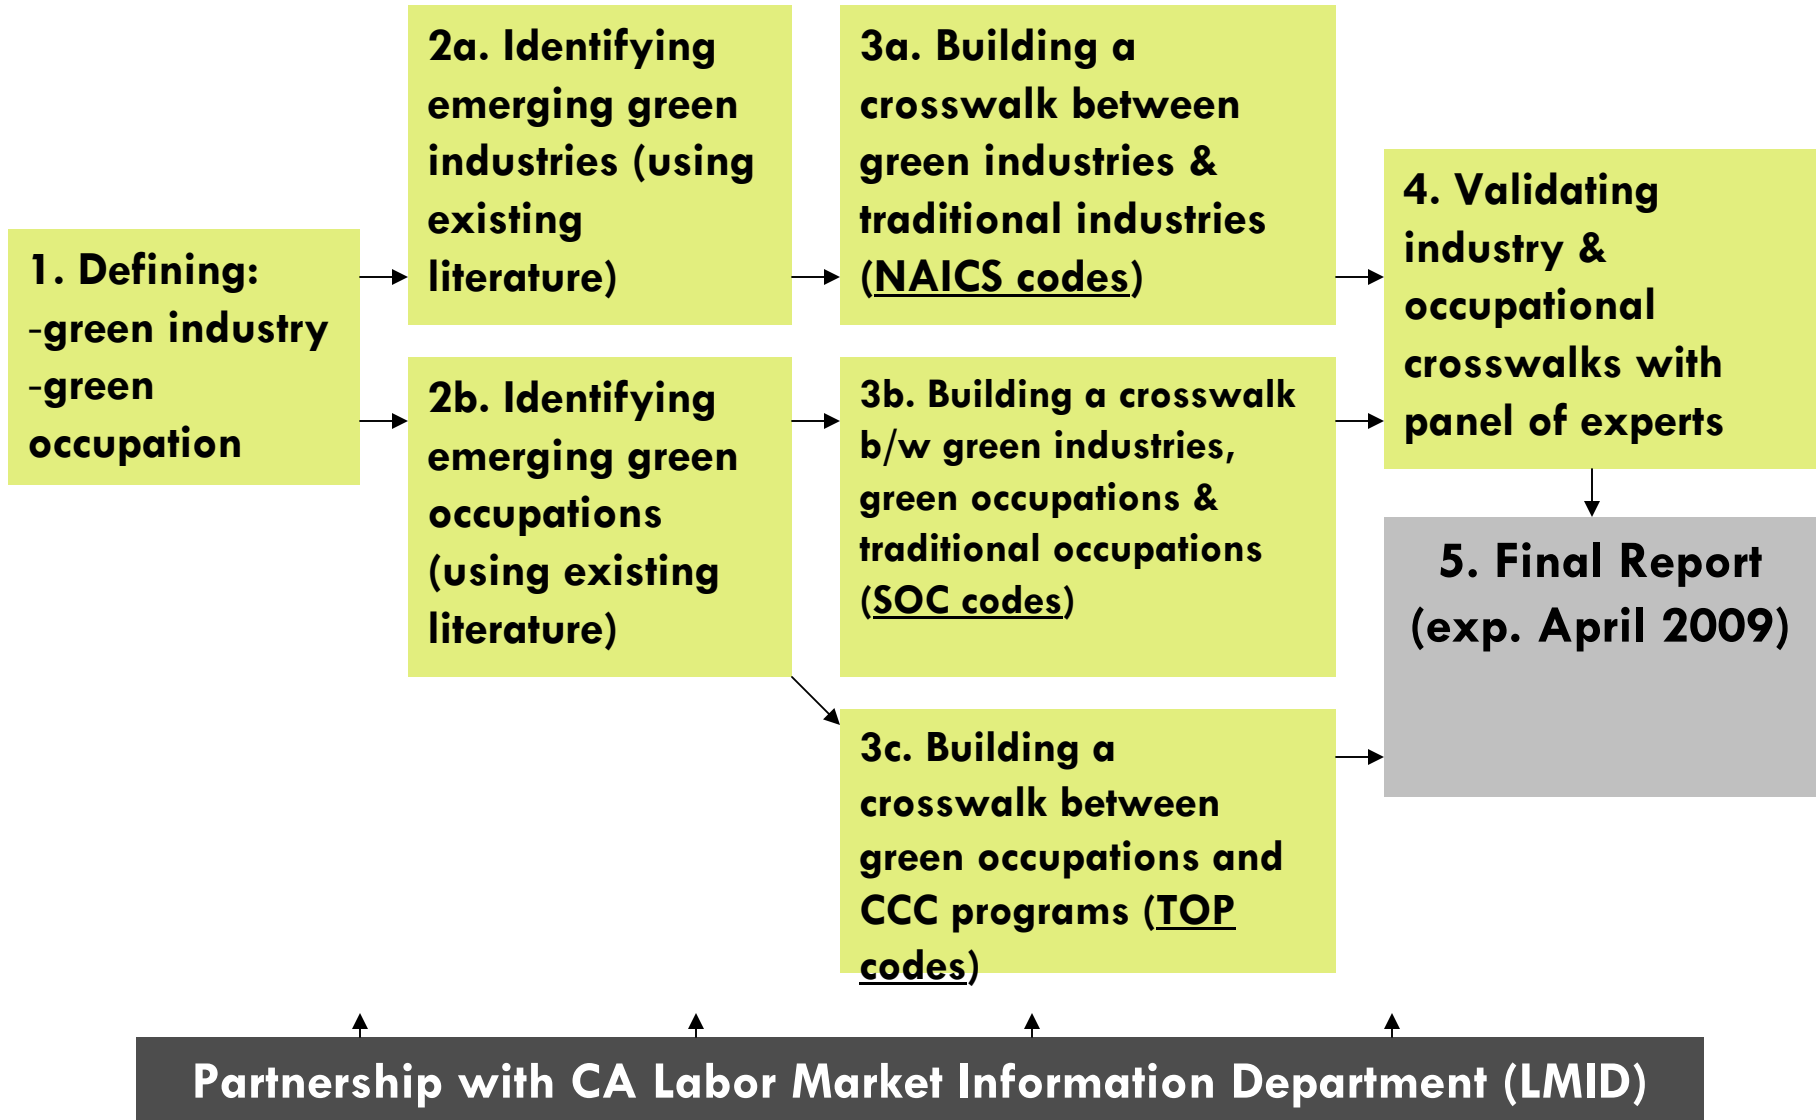 1. Defining:
-green industry
-green
occupation
2a. Identifying
emerging green
industries (using
existing
literature)
2b. Identifying
emerging green
occupations
(using existing
literature)
3a. Building a
crosswalk between
green industries &
traditional industries
(NAICS codes)
3b. Building a crosswalk
b/w green industries,
green occupations &
traditional occupations
(SOC codes)
3c. Building a
crosswalk between
green occupations and
CCC programs (TOP
codes)
4. Validating
industry &
occupational
crosswalks with
panel of experts
5. Final Report
(exp. April 2009)
Partnership with CA Labor Market Information Department (LMID)